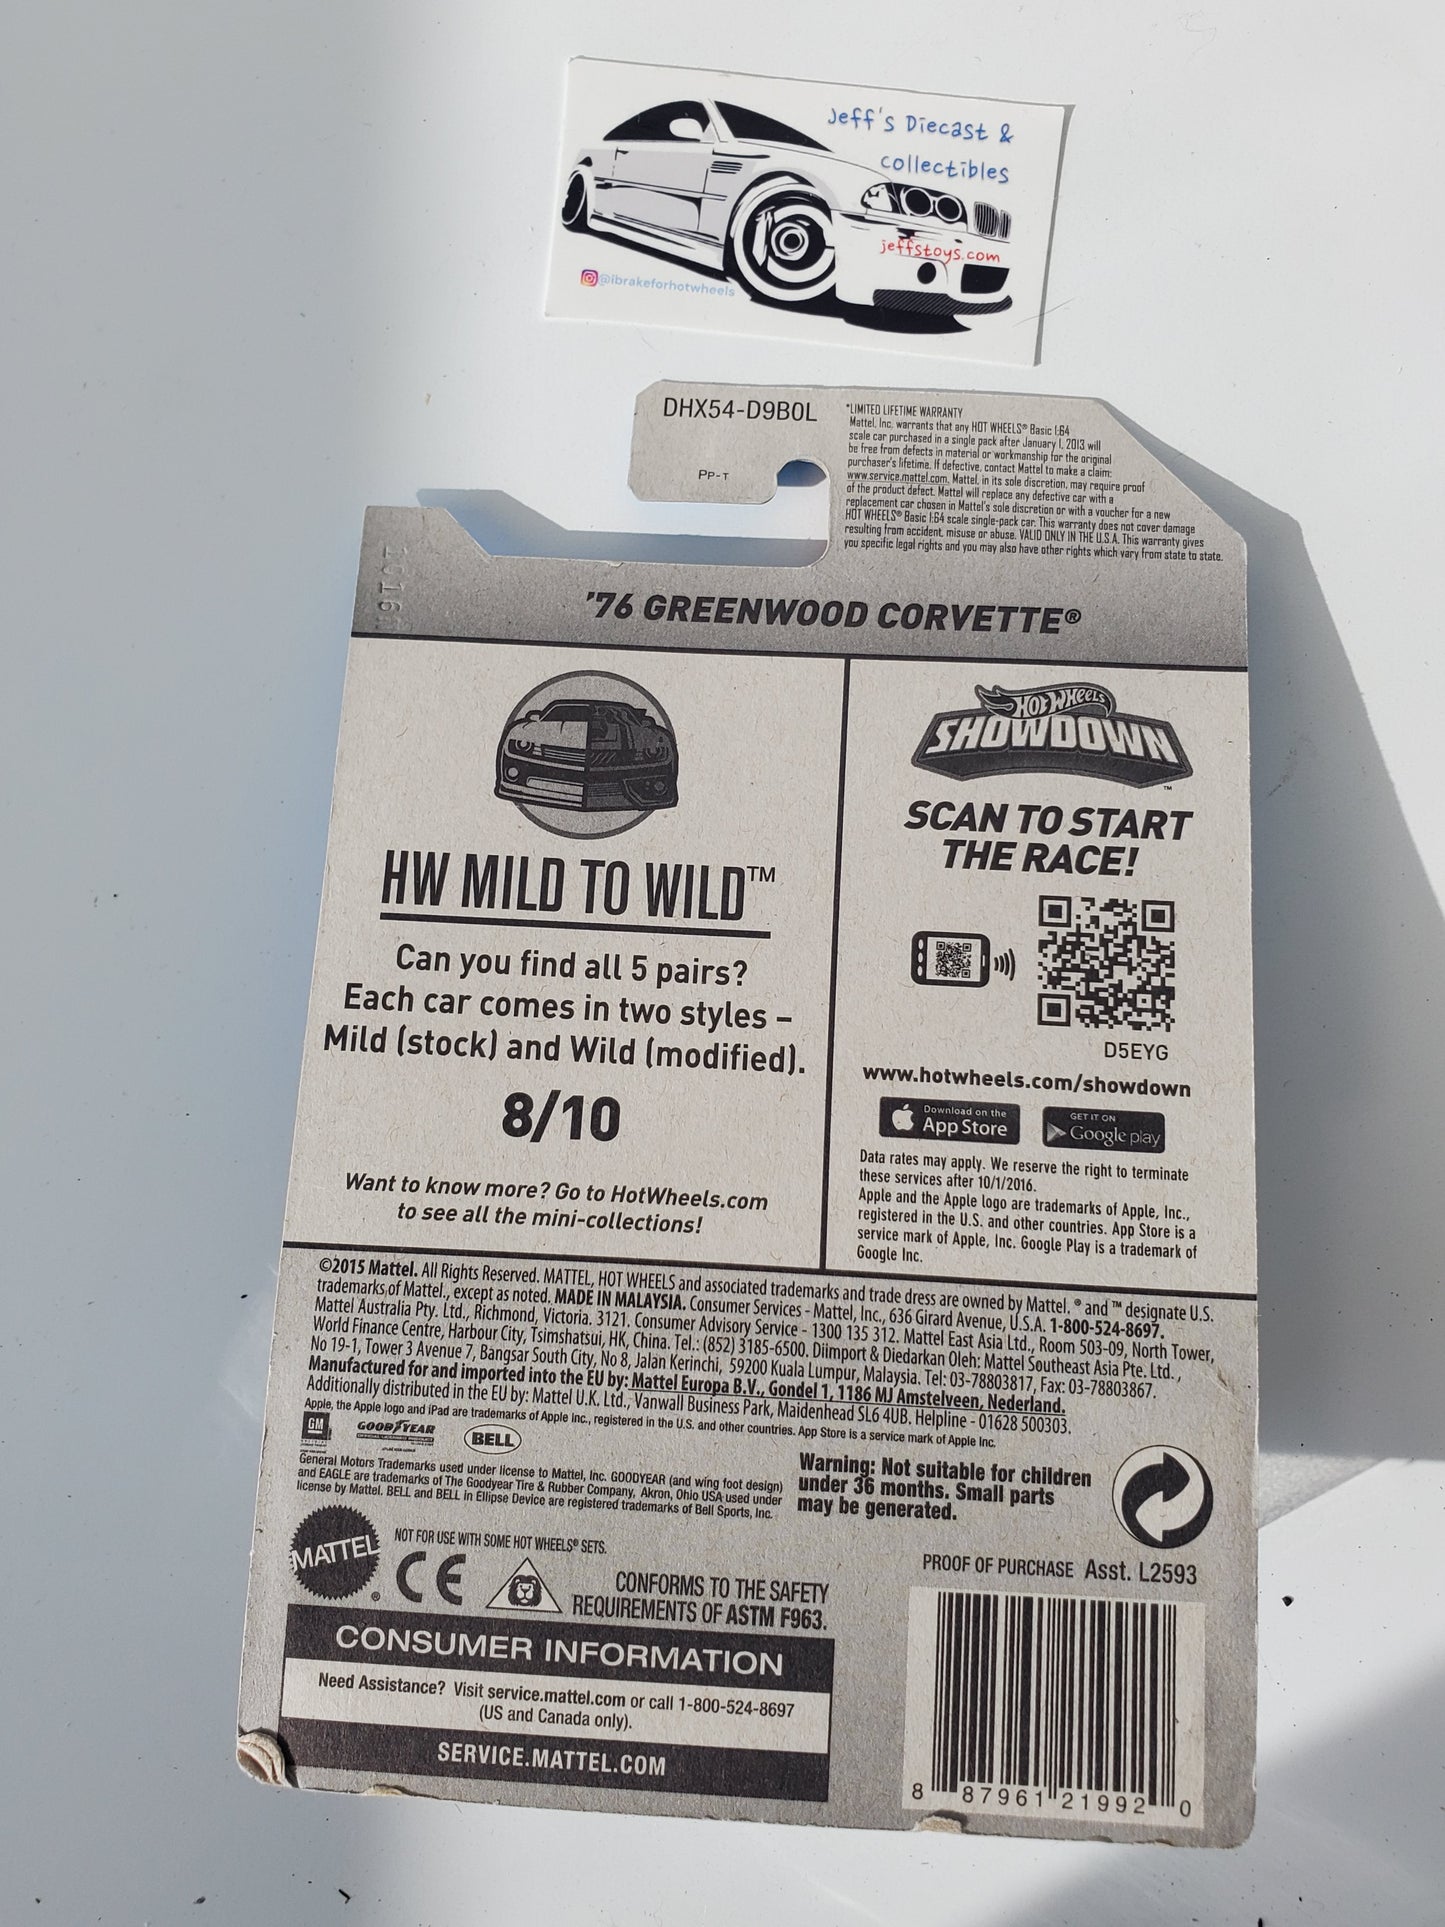 Jeff's Diecast &
collectibles
jeffstoys.com
@ibrakeforhotwheels
DHX54-D9B0L
PP-T
*LIMITED LIFETIME WARRANTY
Mattel, Inc. warrants that any HOT WHEELS® Basic 1:64
scale car purchased in a single pack after January 1, 2013 will
be free from defects in material or workmanship for the original
purchaser's lifetime. If defective, contact Mattel to make a claim:
www.service.mattel.com. Mattel, in its sole discretion, may require proof
of the product defect. Mattel will replace any defective car with a
replacement car chosen in Mattel's sole discretion or with a voucher for a new
HOT WHEELS® Basic 1:64 scale single-pack car. This warranty does not cover damage
resulting from accident, misuse or abuse. VALID ONLY IN THE U.S.A. This warranty gives
you specific legal rights and you may also have other rights which vary from state to state.
'76 GREENWOOD CORVETTE®
HW MILD TO WILD™
Can you find all 5 pairs?
Each car comes in two styles –
Mild (stock) and Wild (modified).
8/10
Want to know more? Go to HotWheels.com
to see all the mini-collections!
HOT WHEELS
SHOWDOWN™
SCAN TO START
THE RACE!
D5EYG
www.hotwheels.com/showdown
Download on the
App Store
GET IT ON
Google play
Data rates may apply. We reserve the right to terminate
these services after 10/1/2016.
Apple and the Apple logo are trademarks of Apple, Inc.,
registered in the U.S. and other countries. App Store is a
service mark of Apple, Inc. Google Play is a trademark of
Google Inc.
©2015 Mattel. All Rights Reserved. MATTEL, HOT WHEELS and associated trademarks and trade dress are owned by Mattel. ® and ™ designate U.S.
trademarks of Mattel., except as noted. MADE IN MALAYSIA. Consumer Services - Mattel, Inc., 636 Girard Avenue, U.S.A. 1-800-524-8697.
Mattel Australia Pty. Ltd., Richmond, Victoria. 3121. Consumer Advisory Service - 1300 135 312. Mattel East Asia Ltd., Room 503-09, North Tower,
World Finance Centre, Harbour City, Tsimshatsui, HK, China. Tel.: (852) 3185-6500. Diimport & Diedarkan Oleh: Mattel Southeast Asia Pte. Ltd.,
No 19-1, Tower 3 Avenue 7, Bangsar South City, No 8, Jalan Kerinchi, 59200 Kuala Lumpur, Malaysia. Tel: 03-78803817, Fax: 03-78803867.
Manufactured for and imported into the EU by: Mattel Europa B.V., Gondel 1, 1186 MJ Amstelveen, Nederland.
Additionally distributed in the EU by: Mattel U.K. Ltd., Vanwall Business Park, Maidenhead SL6 4UB. Helpline - 01628 500303.
Apple, the Apple logo and iPad are trademarks of Apple Inc., registered in the U.S. and other countries. App Store is a service mark of Apple Inc.
GM
GOODYEAR
BELL
General Motors Trademarks used under license to Mattel, Inc. GOODYEAR (and wing foot design)
and EAGLE are trademarks of The Goodyear Tire & Rubber Company, Akron, Ohio USA used under
license by Mattel. BELL and BELL in Ellipse Device are registered trademarks of Bell Sports, Inc.
Warning: Not suitable for children
under 36 months. Small parts
may be generated.
MATTEL®
NOT FOR USE WITH SOME HOT WHEELS® SETS.
CE
CONFORMS TO THE SAFETY
REQUIREMENTS OF ASTM F963.
PROOF OF PURCHASE Asst. L2593
CONSUMER INFORMATION
Need Assistance? Visit service.mattel.com or call 1-800-524-8697
(US and Canada only).
SERVICE.MATTEL.COM
8 87961 21992 0